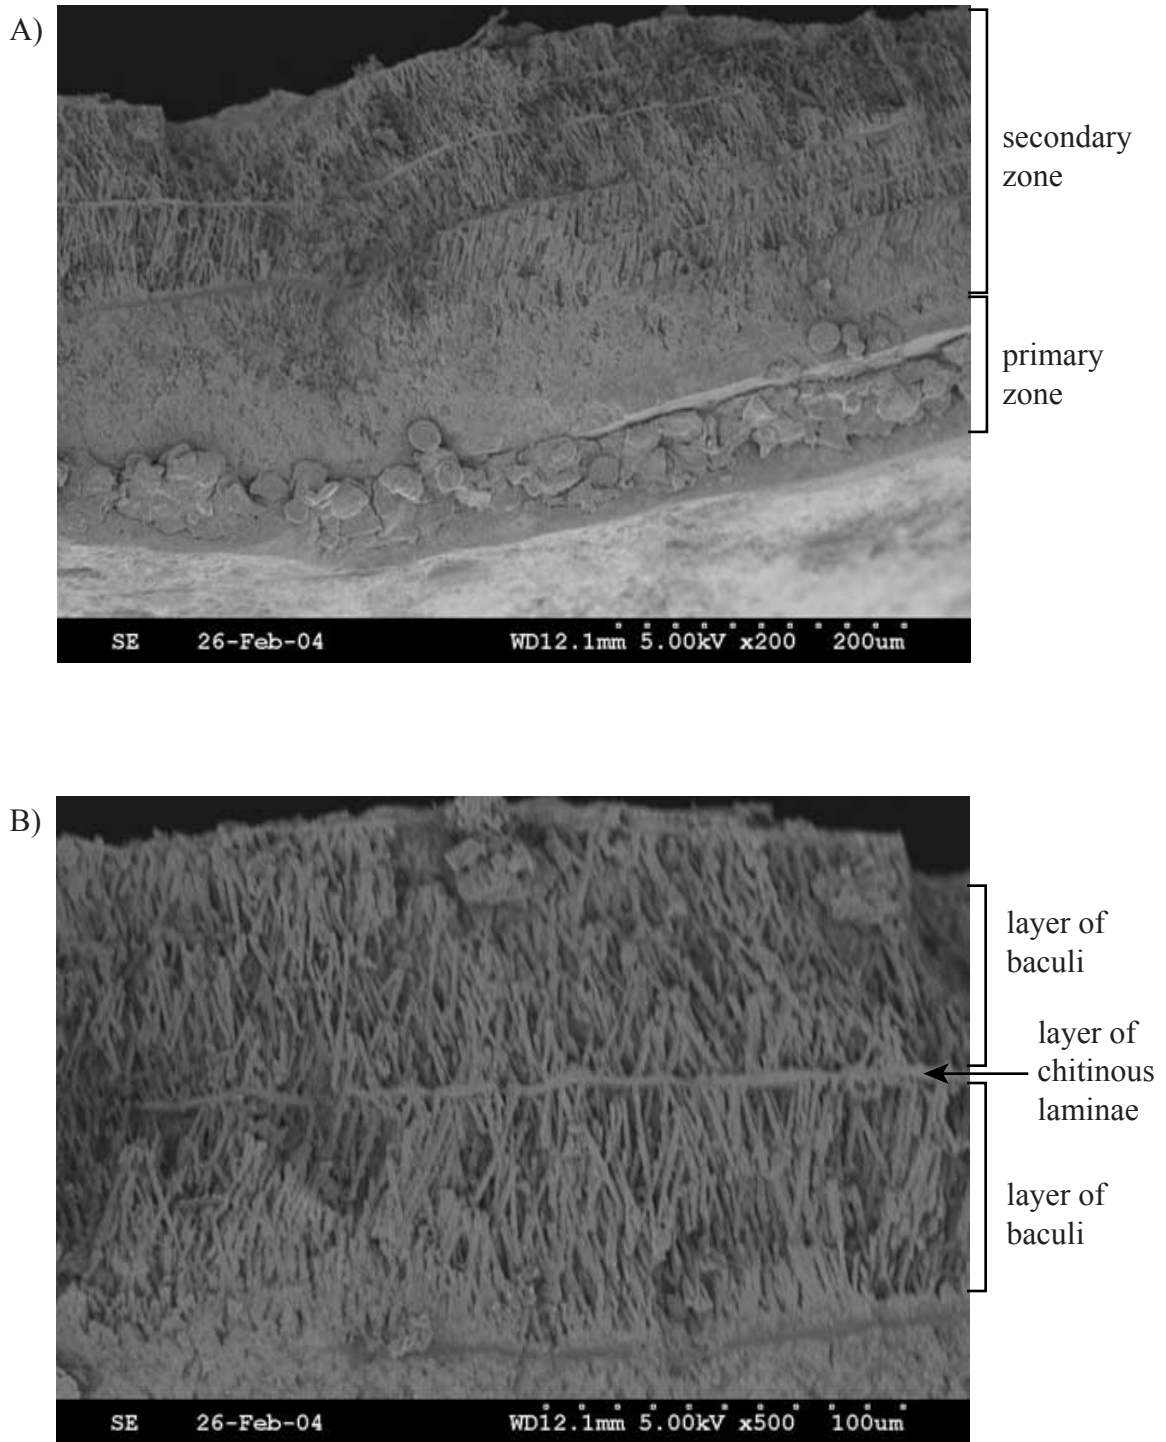 A)
secondary
zone
primary
zone
SE 26-Feb-04 WD12.1mm 5.00kV x200 200um
B)
layer of
baculi
layer of
chitinous
laminae
layer of
baculi
SE 26-Feb-04 WD12.1mm 5.00kV x500 100um